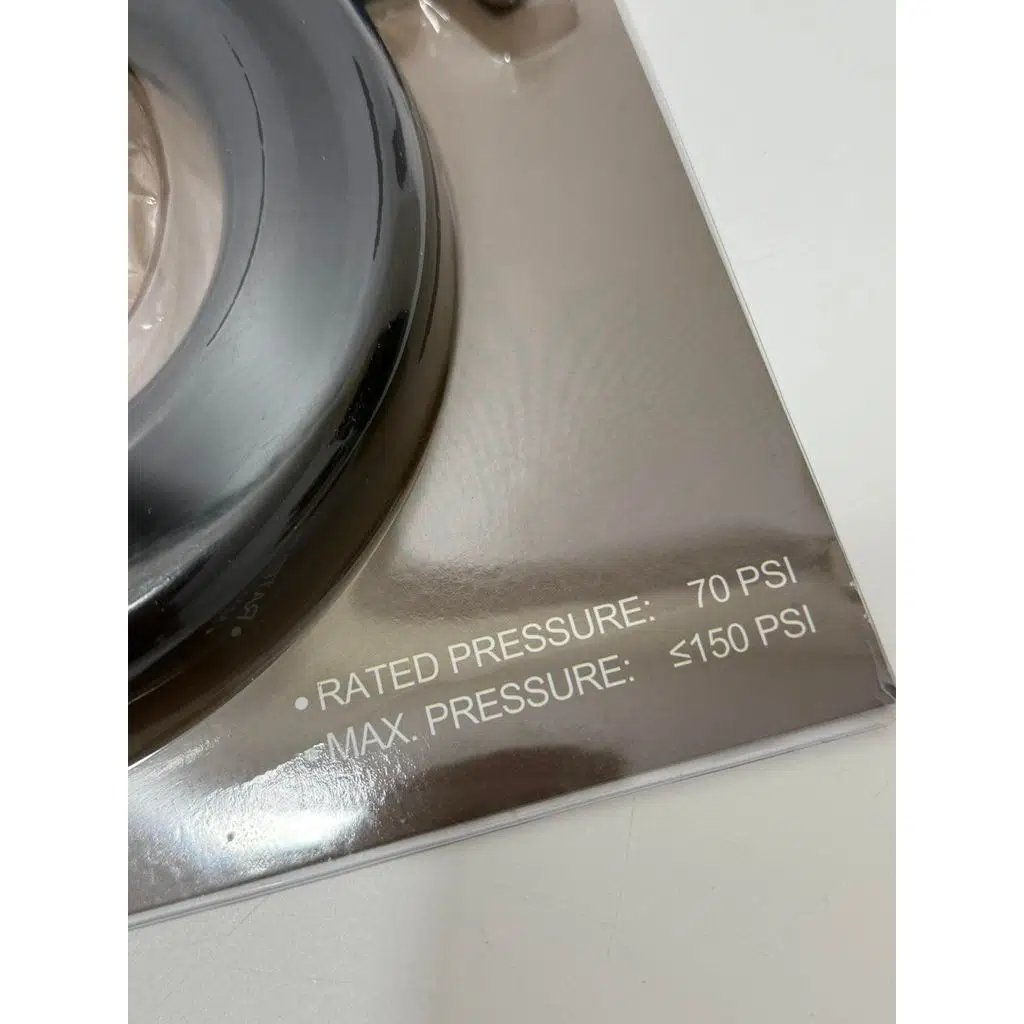 • RATED PRESSURE: 70 PSI
• MAX. PRESSURE: ≤150 PSI